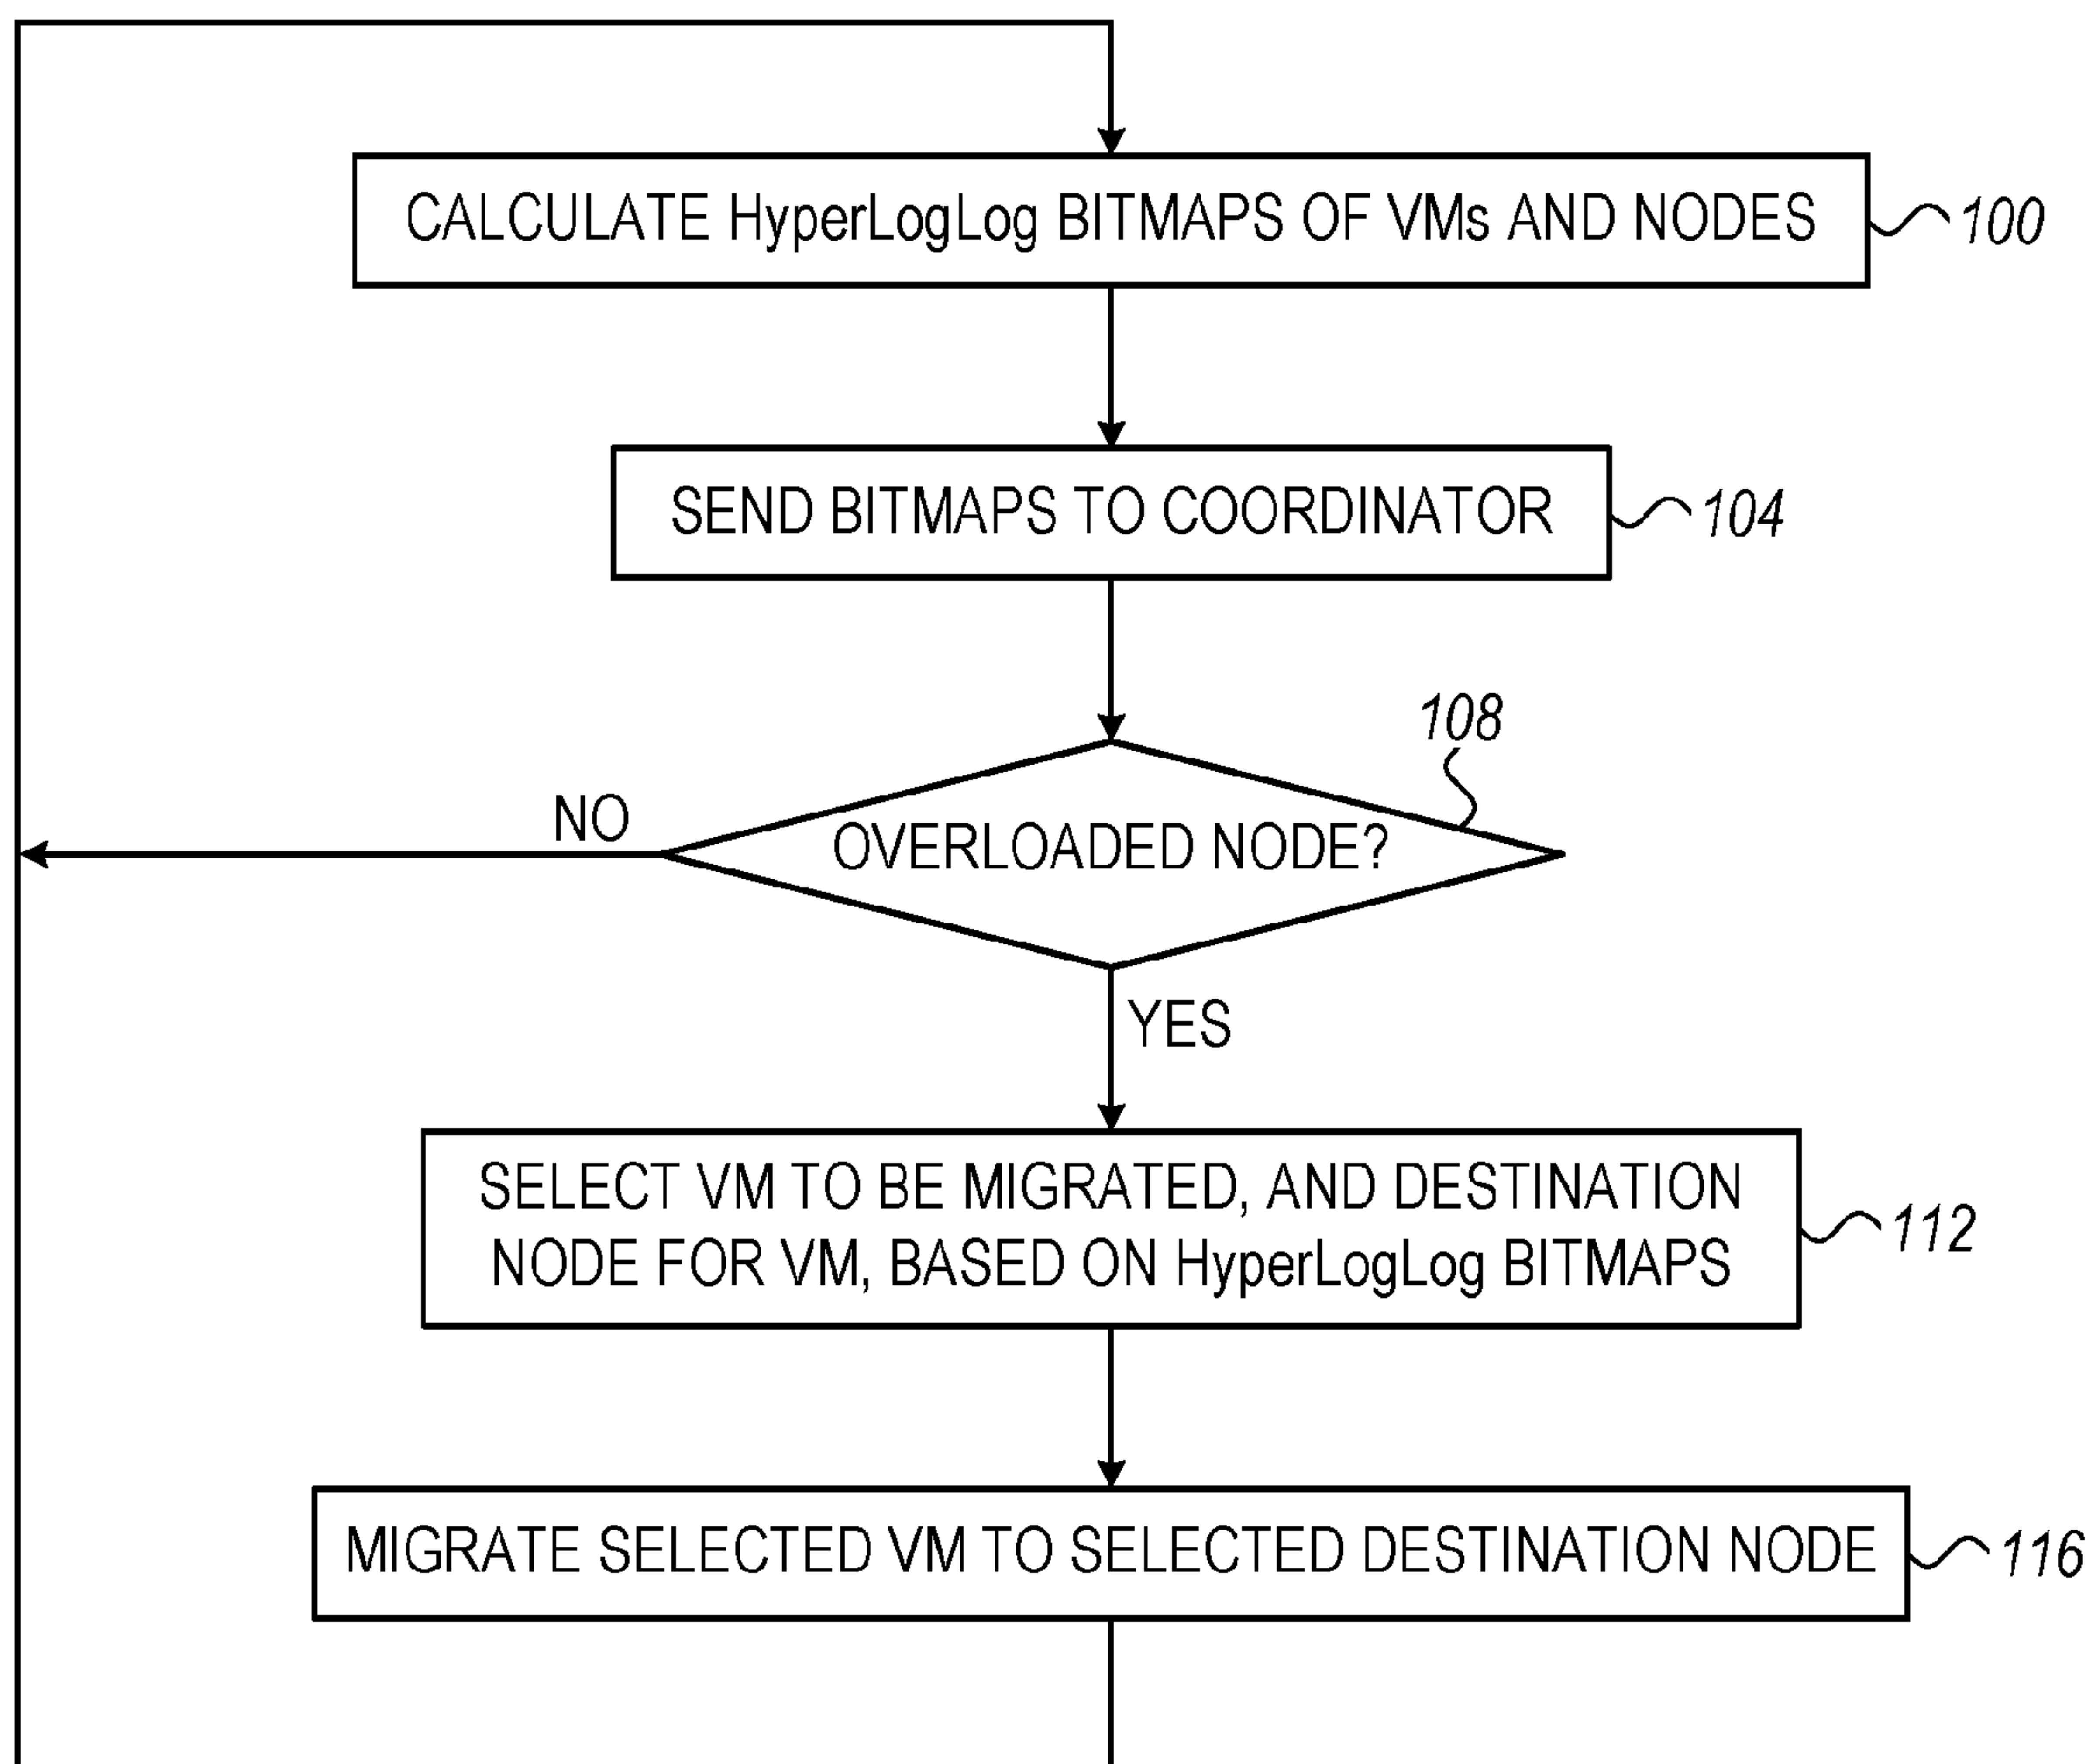 CALCULATE HyperLogLog BITMAPS OF VMs AND NODES
100
SEND BITMAPS TO COORDINATOR
104
108
OVERLOADED NODE?
NO
YES
SELECT VM TO BE MIGRATED, AND DESTINATION
NODE FOR VM, BASED ON HyperLogLog BITMAPS
112
MIGRATE SELECTED VM TO SELECTED DESTINATION NODE
116